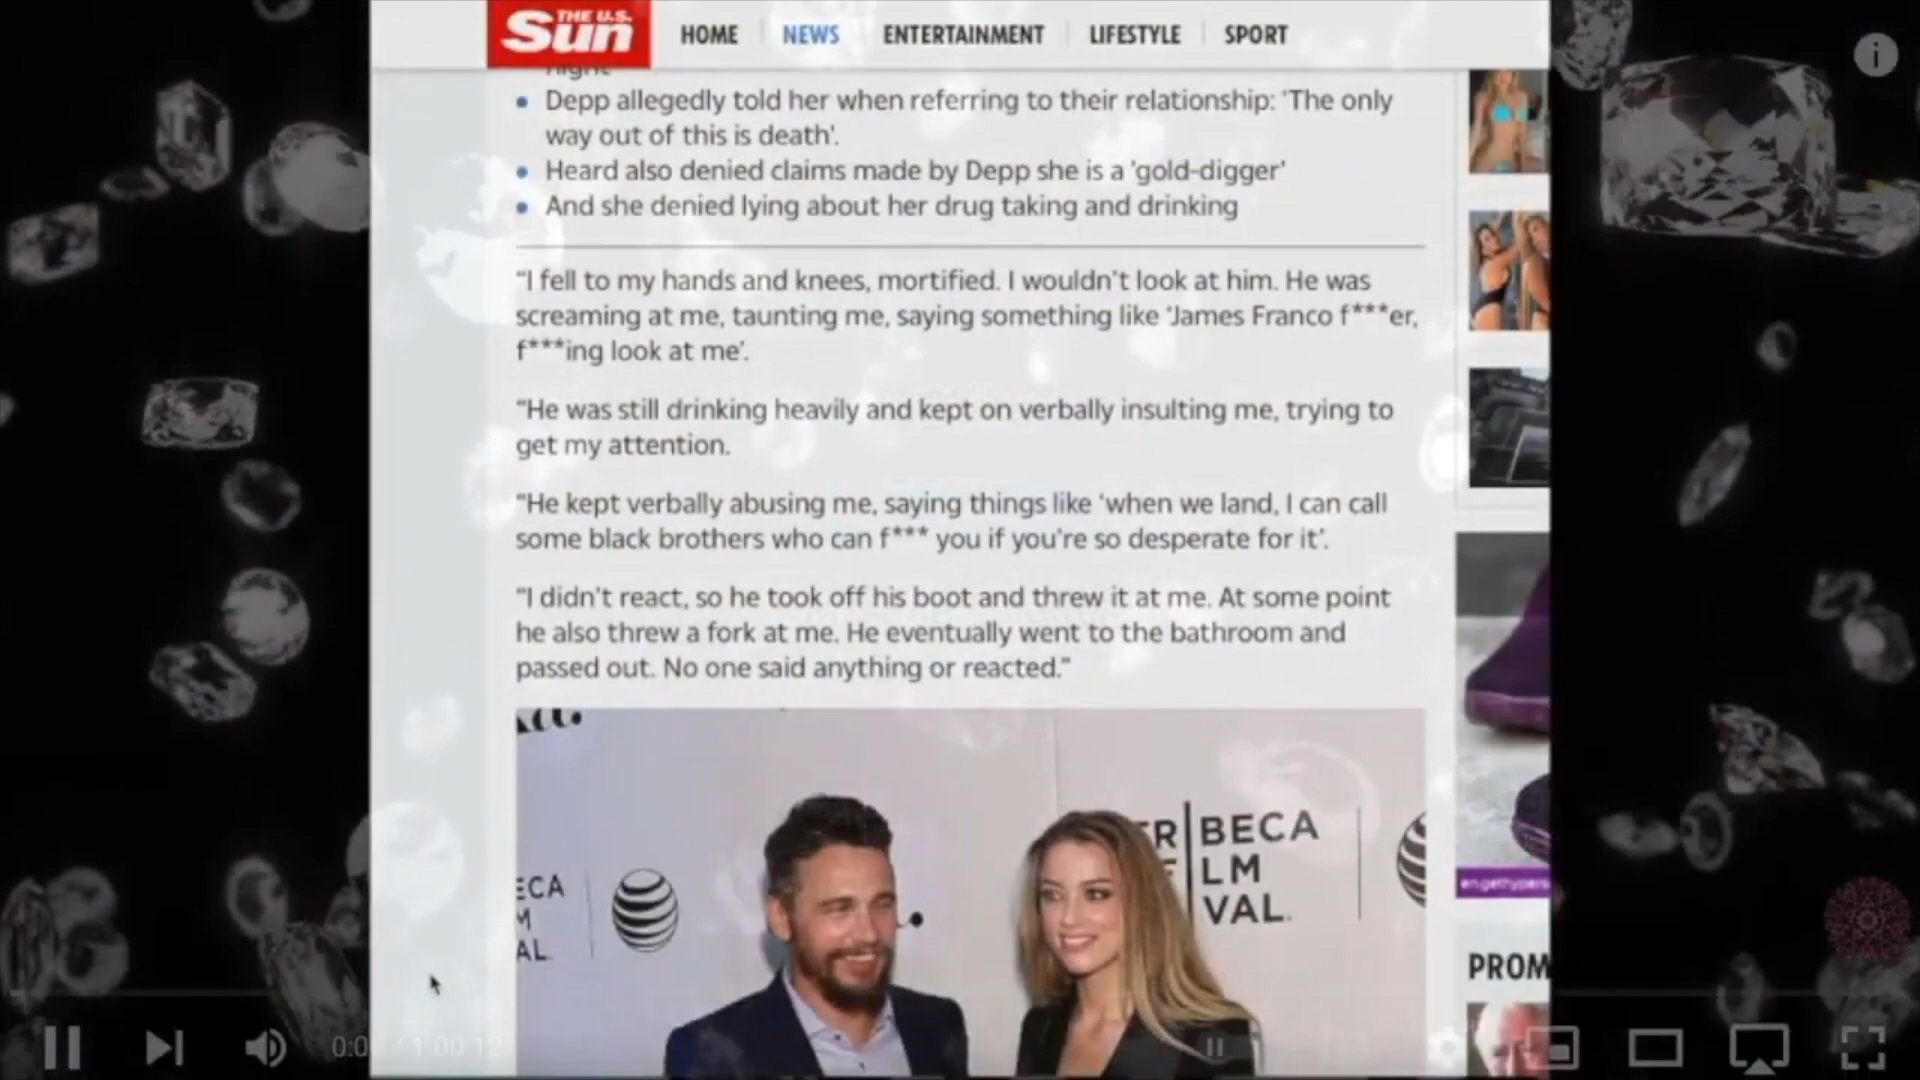 THE U.S.
Sun
HOME
NEWS
ENTERTAINMENT
LIFESTYLE
SPORT
night
• Depp allegedly told her when referring to their relationship: 'The only
way out of this is death'.
• Heard also denied claims made by Depp she is a 'gold-digger'
• And she denied lying about her drug taking and drinking
“I fell to my hands and knees, mortified. I wouldn’t look at him. He was
screaming at me, taunting me, saying something like ‘James Franco f***er,
f***ing look at me’.
“He was still drinking heavily and kept on verbally insulting me, trying to
get my attention.
“He kept verbally abusing me, saying things like ‘when we land, I can call
some black brothers who can f*** you if you’re so desperate for it’.
“I didn’t react, so he took off his boot and threw it at me. At some point
he also threw a fork at me. He eventually went to the bathroom and
passed out. No one said anything or reacted.”
ECA
M
AL
R BECA
F LM
VAL
PROM